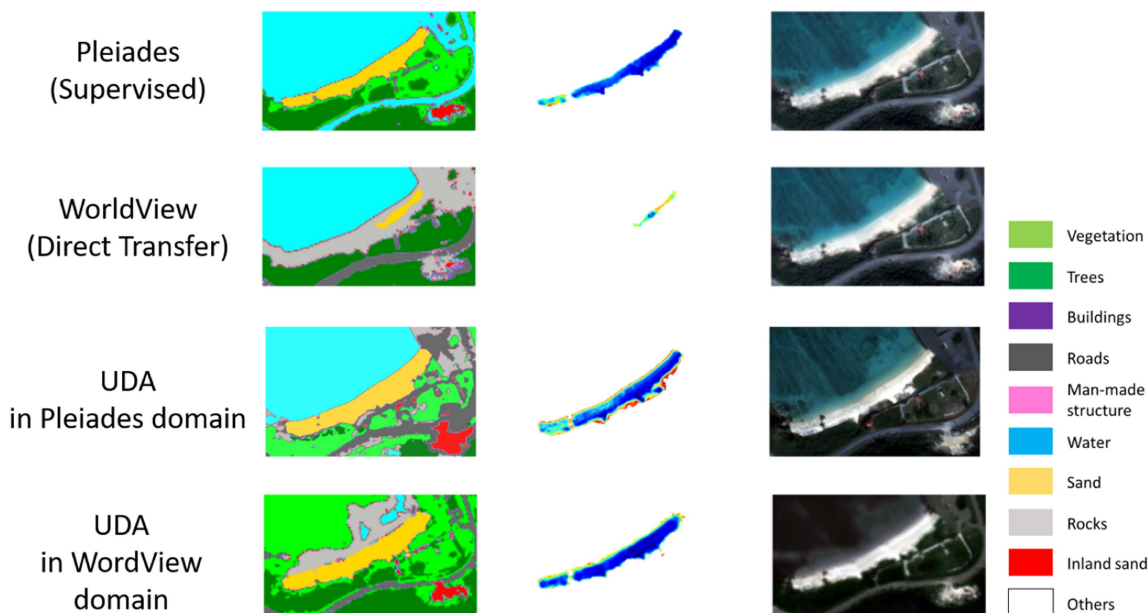 Pleiades
(Supervised)
WorldView
(Direct Transfer)
UDA
in Pleiades domain
UDA
in WordView
domain
Vegetation
Trees
Buildings
Roads
Man-made
structure
Water
Sand
Rocks
Inland sand
Others